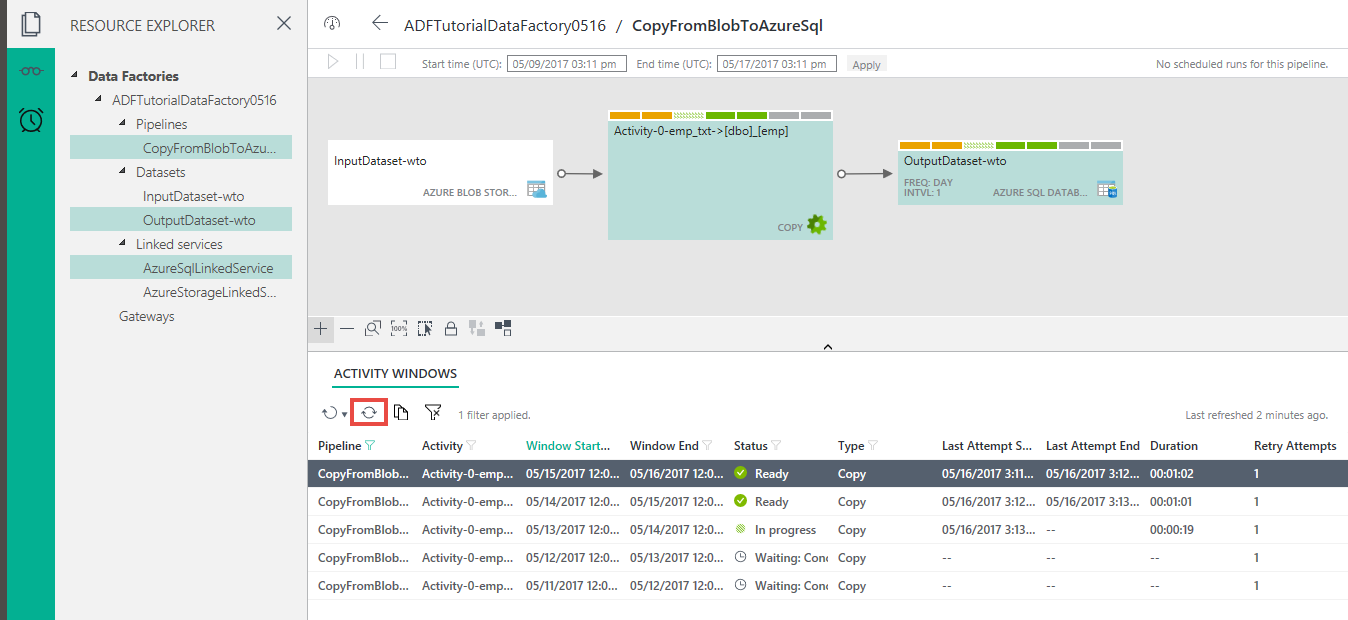 RESOURCE EXPLORER
Data Factories
ADFTutorialDataFactory0516
Pipelines
CopyFromBlobToAzu...
Datasets
InputDataset-wto
OutputDataset-wto
Linked services
AzureSqlLinkedService
AzureStorageLinkedS...
Gateways
ADFTutorialDataFactory0516 / CopyFromBlobToAzureSql
Start time (UTC): 05/09/2017 03:11 pm End time (UTC): 05/17/2017 03:11 pm Apply No scheduled runs for this pipeline.
InputDataset-wto
AZURE BLOB STOR...
Activity-0-emp_txt->[dbo]_[emp]
COPY
OutputDataset-wto
FREQ: DAY
INTVL: 1
AZURE SQL DATAB...
100%
ACTIVITY WINDOWS
1 filter applied. Last refreshed 2 minutes ago.
Pipeline Activity Window Start... Window End Status Type Last Attempt S... Last Attempt End Duration Retry Attempts
CopyFromBlob... Activity-0-emp... 05/15/2017 12:0... 05/16/2017 12:0... Ready Copy 05/16/2017 3:11... 05/16/2017 3:12... 00:01:02 1
CopyFromBlob... Activity-0-emp... 05/14/2017 12:0... 05/15/2017 12:0... Ready Copy 05/16/2017 3:12... 05/16/2017 3:13... 00:01:01 1
CopyFromBlob... Activity-0-emp... 05/13/2017 12:0... 05/14/2017 12:0... In progress Copy 05/16/2017 3:13... -- 00:00:19 1
CopyFromBlob... Activity-0-emp... 05/12/2017 12:0... 05/13/2017 12:0... Waiting: Conc Copy -- -- -- 1
CopyFromBlob... Activity-0-emp... 05/11/2017 12:0... 05/12/2017 12:0... Waiting: Conc Copy -- -- -- 1